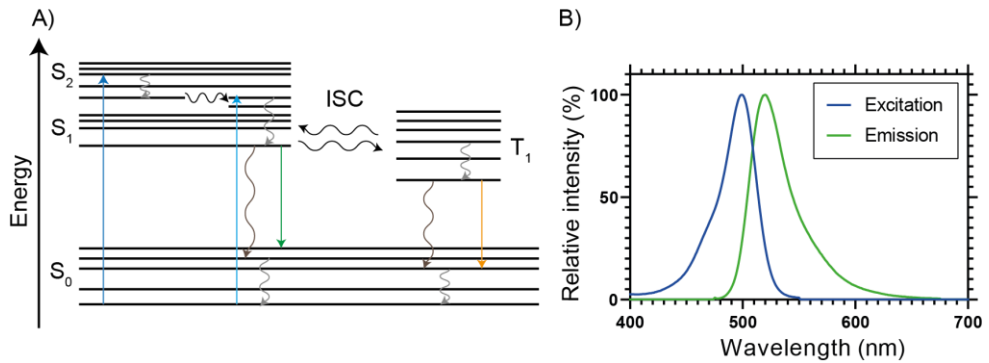 A)
Energy
S2
S1
S0
ISC
T1
B)
Relative intensity (%)
100
50
0
400
500
600
700
Wavelength (nm)
Excitation
Emission